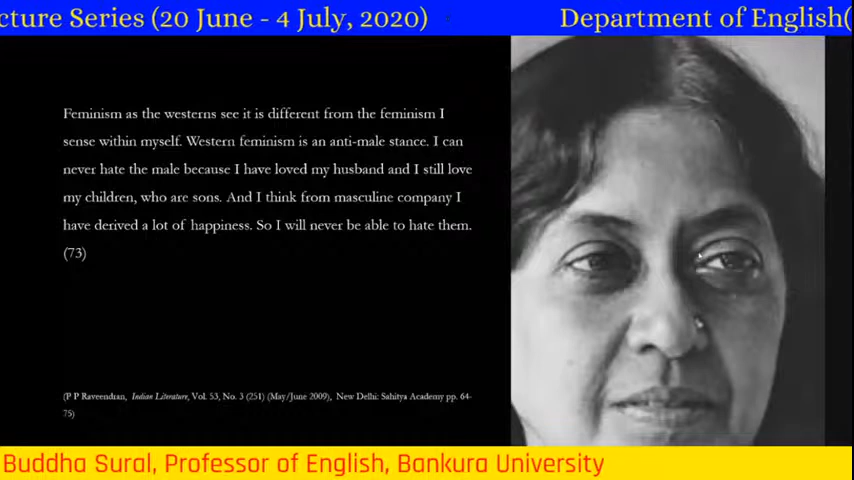 cture Series (20 June - 4 July, 2020)
Department of English(
Feminism as the westerns see it is different from the feminism I
sense within myself. Western feminism is an anti-male stance. I can
never hate the male because I have loved my husband and I still love
my children, who are sons. And I think from masculine company I
have derived a lot of happiness. So I will never be able to hate them.
(73)
(P P Raveendran, Indian Literature, Vol. 53, No. 3 (251) (May/June 2009), New Delhi: Sahitya Academy pp. 64-
75)
Buddha Sural, Professor of English, Bankura University